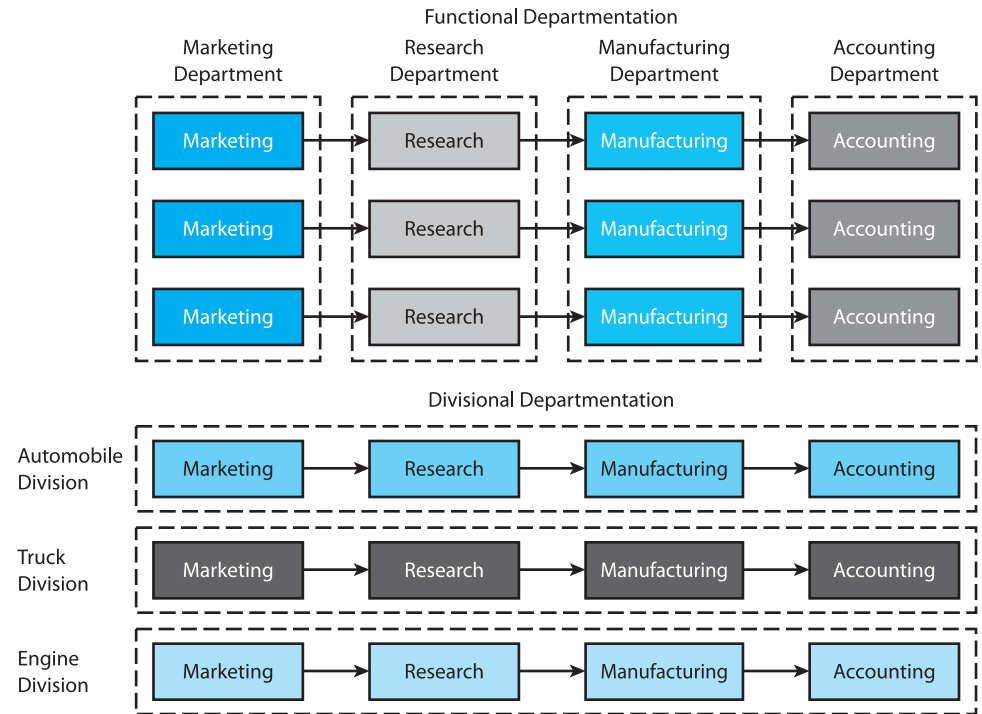 Functional Departmentation
Marketing
Department
Research
Department
Manufacturing
Department
Accounting
Department
Marketing
Research
Manufacturing
Accounting
Marketing
Research
Manufacturing
Accounting
Marketing
Research
Manufacturing
Accounting
Divisional Departmentation
Automobile
Division
Marketing
Research
Manufacturing
Accounting
Truck
Division
Marketing
Research
Manufacturing
Accounting
Engine
Division
Marketing
Research
Manufacturing
Accounting